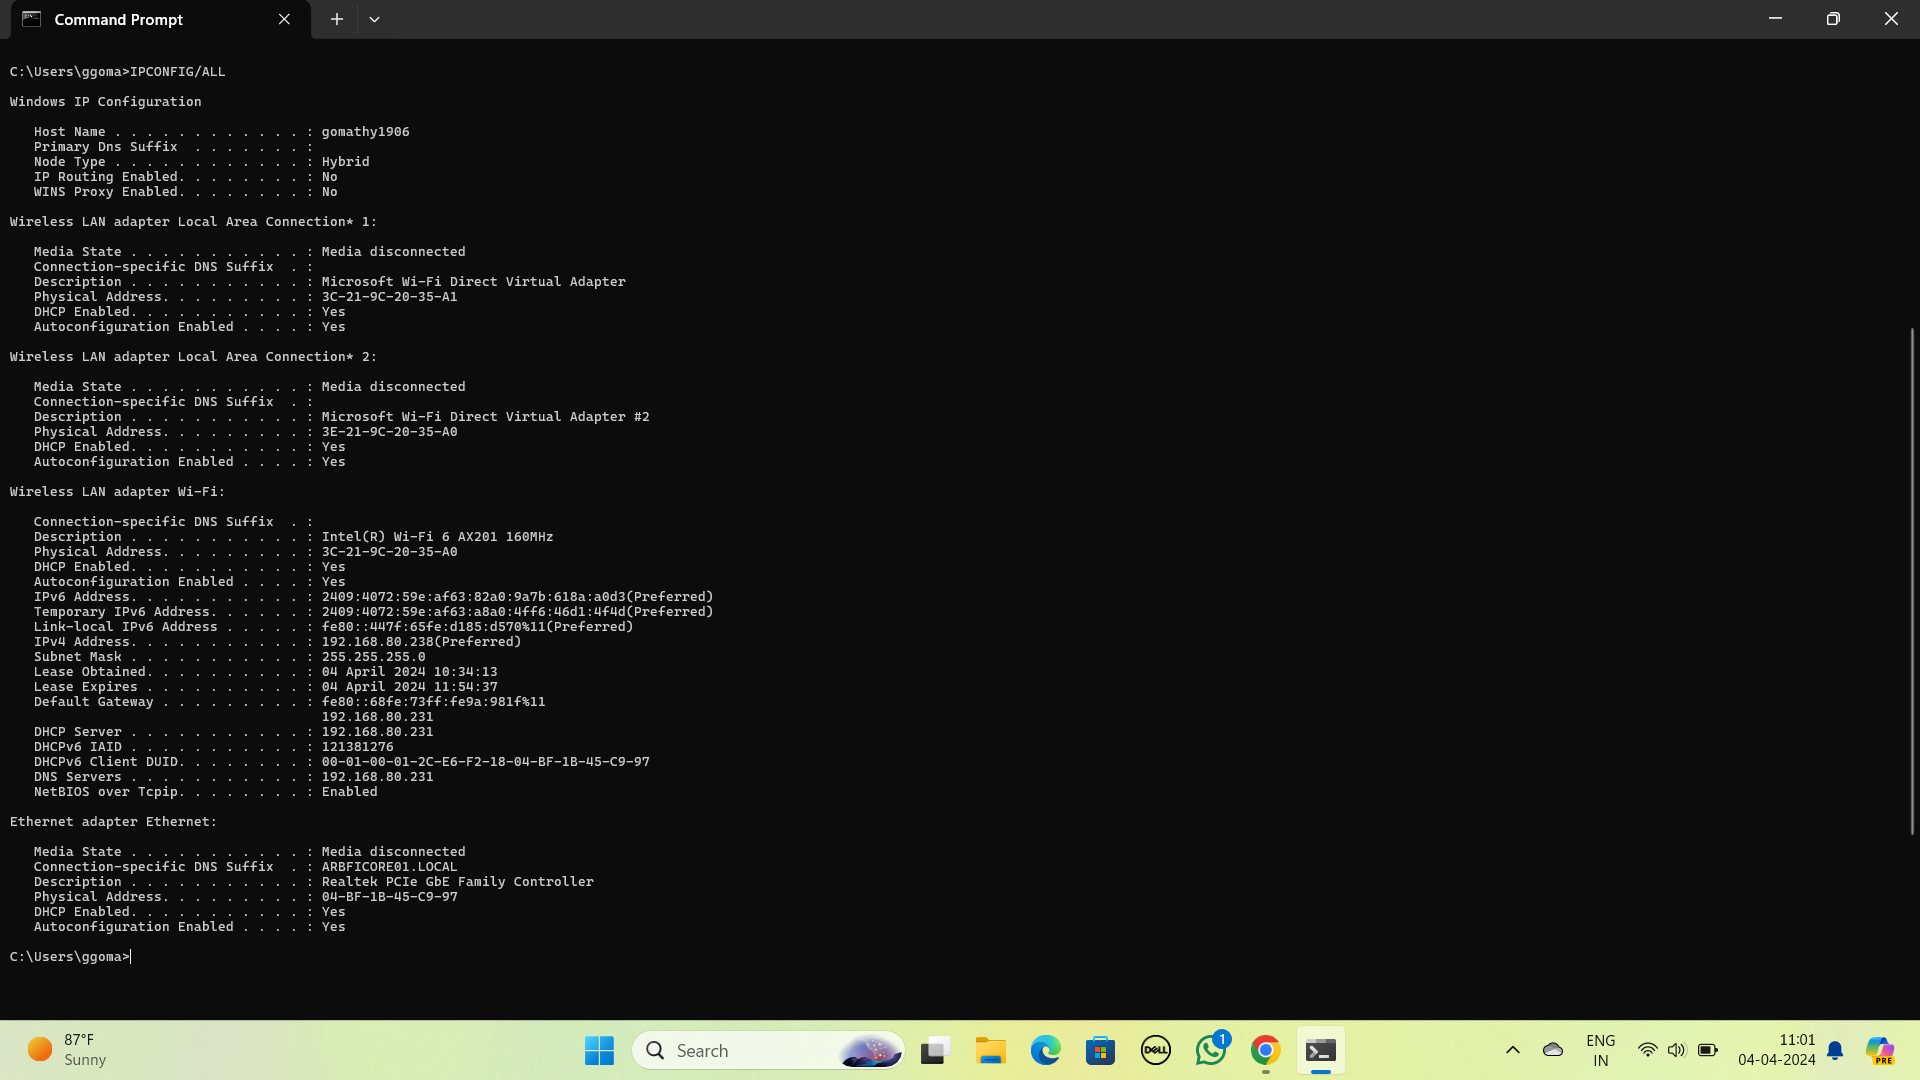 Command Prompt
C:\Users\ggoma>IPCONFIG/ALL
Windows IP Configuration
Host Name . . . . . . . . . . . . : gomathy1906
Primary Dns Suffix  . . . . . . . :
Node Type . . . . . . . . . . . . : Hybrid
IP Routing Enabled. . . . . . . . : No
WINS Proxy Enabled. . . . . . . . : No
Wireless LAN adapter Local Area Connection* 1:
Media State . . . . . . . . . . . : Media disconnected
Connection-specific DNS Suffix  . :
Description . . . . . . . . . . . : Microsoft Wi-Fi Direct Virtual Adapter
Physical Address. . . . . . . . . : 3C-21-9C-20-35-A1
DHCP Enabled. . . . . . . . . . . : Yes
Autoconfiguration Enabled . . . . : Yes
Wireless LAN adapter Local Area Connection* 2:
Media State . . . . . . . . . . . : Media disconnected
Connection-specific DNS Suffix  . :
Description . . . . . . . . . . . : Microsoft Wi-Fi Direct Virtual Adapter #2
Physical Address. . . . . . . . . : 3E-21-9C-20-35-A0
DHCP Enabled. . . . . . . . . . . : Yes
Autoconfiguration Enabled . . . . : Yes
Wireless LAN adapter Wi-Fi:
Connection-specific DNS Suffix  . :
Description . . . . . . . . . . . : Intel(R) Wi-Fi 6 AX201 160MHz
Physical Address. . . . . . . . . : 3C-21-9C-20-35-A0
DHCP Enabled. . . . . . . . . . . : Yes
Autoconfiguration Enabled . . . . : Yes
IPv6 Address. . . . . . . . . . . : 2409:4072:59e:af63:82a0:9a7b:618a:a0d3(Preferred)
Temporary IPv6 Address. . . . . . : 2409:4072:59e:af63:a8a0:4ff6:46d1:4f4d(Preferred)
Link-local IPv6 Address . . . . . : fe80::447f:65fe:d185:d570%11(Preferred)
IPv4 Address. . . . . . . . . . . : 192.168.80.238(Preferred)
Subnet Mask . . . . . . . . . . . : 255.255.255.0
Lease Obtained. . . . . . . . . . : 04 April 2024 10:34:13
Lease Expires . . . . . . . . . . : 04 April 2024 11:54:37
Default Gateway . . . . . . . . . : fe80::68fe:73ff:fe9a:981f%11
192.168.80.231
DHCP Server . . . . . . . . . . . : 192.168.80.231
DHCPv6 IAID . . . . . . . . . . . : 121381276
DHCPv6 Client DUID. . . . . . . . : 00-01-00-01-2C-E6-F2-18-04-BF-1B-45-C9-97
DNS Servers . . . . . . . . . . . : 192.168.80.231
NetBIOS over Tcpip. . . . . . . . : Enabled
Ethernet adapter Ethernet:
Media State . . . . . . . . . . . : Media disconnected
Connection-specific DNS Suffix  . : ARBFICORE01.LOCAL
Description . . . . . . . . . . . : Realtek PCIe GbE Family Controller
Physical Address. . . . . . . . . : 04-BF-1B-45-C9-97
DHCP Enabled. . . . . . . . . . . : Yes
Autoconfiguration Enabled . . . . : Yes
C:\Users\ggoma>
87°F
Sunny
Search
DELL
1
ENG
IN
11:01
04-04-2024
PRE